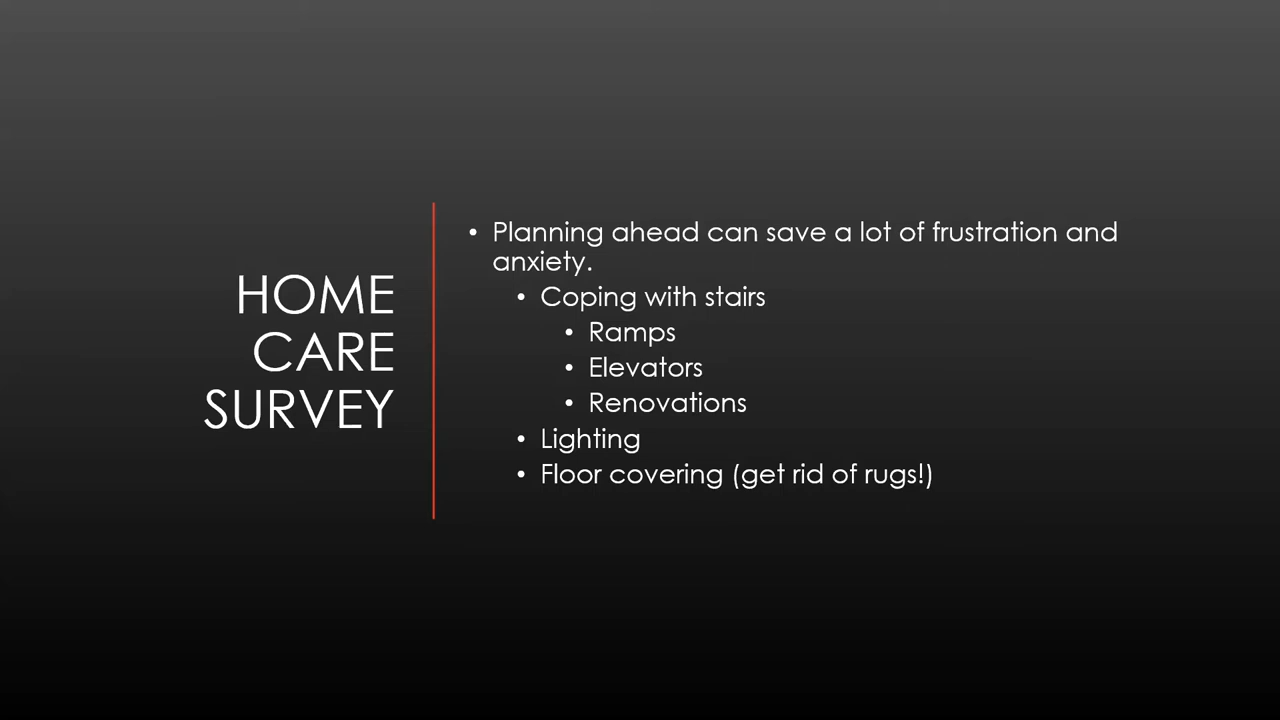 HOME
CARE
SURVEY
• Planning ahead can save a lot of frustration and
anxiety.
• Coping with stairs
• Ramps
• Elevators
• Renovations
• Lighting
• Floor covering (get rid of rugs!)